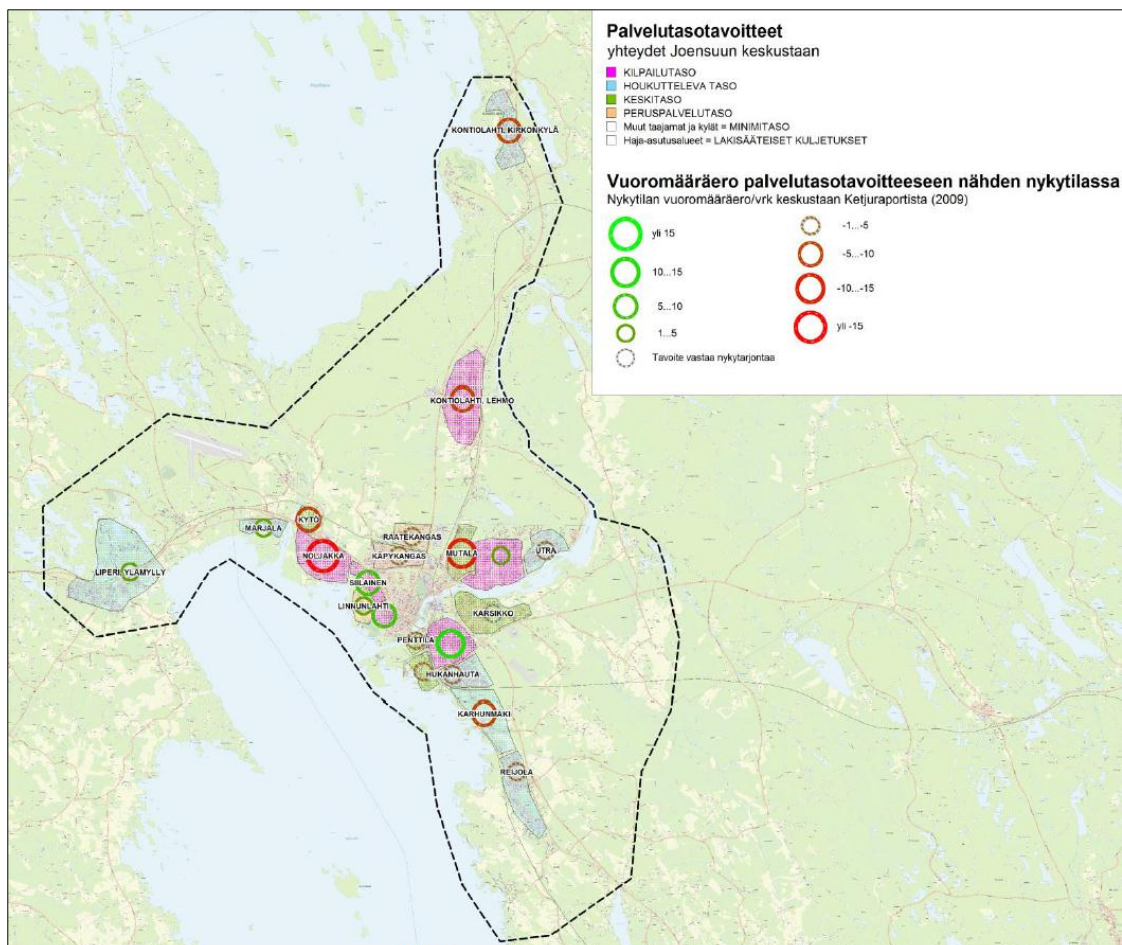 Palvelutasotavoitteet
yhteydet Joensuun keskustaan
KILPAILUTASO
HOUKUTTELEVA TASO
KESKITASO
PERUSPALVELUTASO
Muut taajamat ja kylät = MINIMITASO
Haja-asutusalueet = LAKISÄÄTEISET KULJETUKSET
Vuoromääräero palvelutasotavoitteeseen nähden nykytilassa
Nykytilan vuoromääräero/vrk keskustaan Ketjuraportista (2009)
yli 15
10...15
5...10
1...5
Tavoite vastaa nykytarjontaa
-1...-5
-5...-10
-10...-15
yli -15
KONTIOLAHTI, KIRKONKYLÄ
KONTIOLAHTI, LEHMO
MARJALA
KYTÖ
RAATEKANGAS
NOLJAKKA
KÄPYKANGAS
MUTALA
UTRA
LIPERI, YLÄMYLLY
SIILAINEN
LINNUNLAHTI
KARSIKKO
PENTTILÄ
HUKANHAUTA
KARHUNMÄKI
REIJOLA